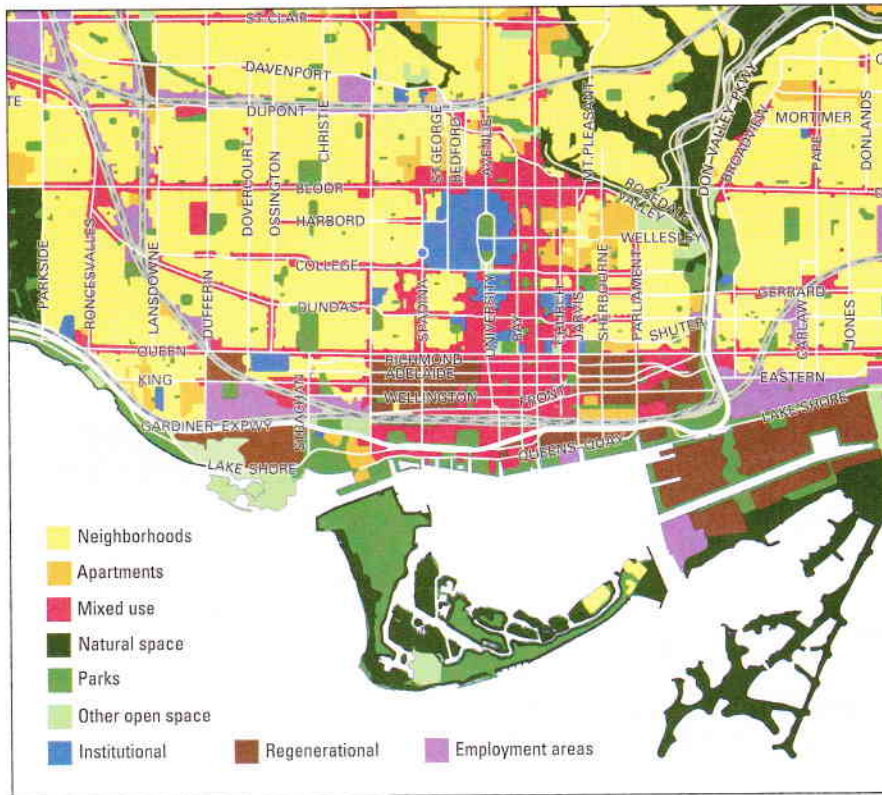 ST. CLAIR
DAVENPORT
DUPONT
CHRISTIE
ST. GEORGE
BEDFORD
AVENUE
MT. PLEASANT
DON VALLEY PKWY
BROADVIEW
MORTIMER
PAPE
DONLANDS
DOVERCOURT
OSSINGTON
BLOOR
ROSEDALE
VALLEY
HARBORD
WELLESLEY
PARKSIDE
RONCESVALLES
LANSDOWNE
DUFFERIN
COLLEGE
DUNDAS
SPADINA
UNIVERSITY
BAY
CHURCH
JARVIS
SHERBOURNE
PARLIAMENT
GERRARD
SHUTER
CARLAW
JONES
QUEEN
RICHMOND
ADELAIDE
KING
WELLINGTON
FRONT
EASTERN
STRACHAN
GARDINER EXPWY
LAKE SHORE
QUEENS QUAY
LAKE SHORE
Neighborhoods
Apartments
Mixed use
Natural space
Parks
Other open space
Institutional
Regenerational
Employment areas